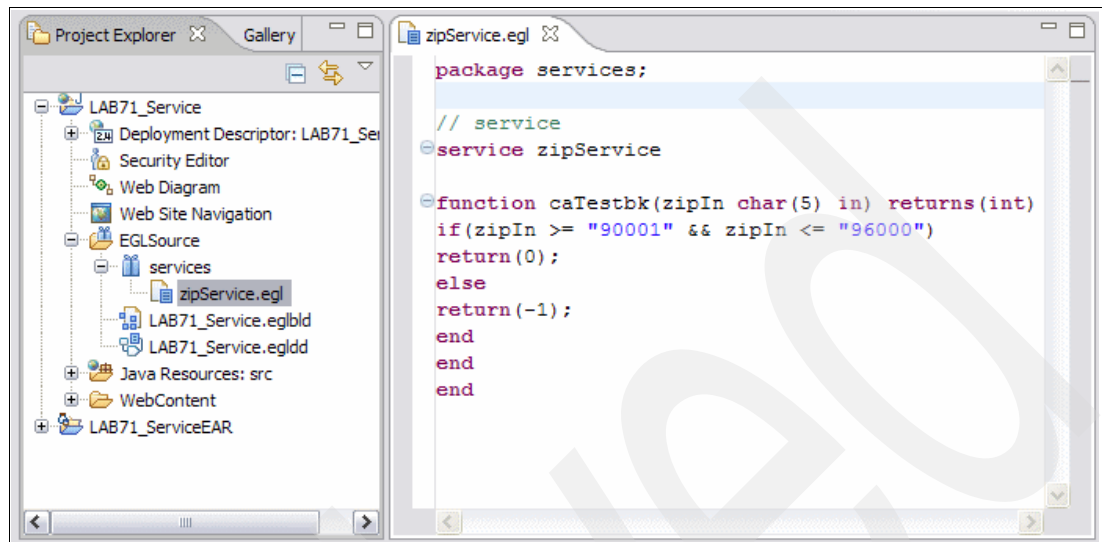 Project Explorer
Gallery
LAB71_Service
2.4 Deployment Descriptor: LAB71_Ser
Security Editor
Web Diagram
Web Site Navigation
EGLSource
services
zipService.egl
LAB71_Service.eglbld
LAB71_Service.egldd
Java Resources: src
WebContent
LAB71_ServiceEAR
zipService.egl
package services;
// service
service zipService
function caTestbk(zipIn char(5) in) returns(int)
if(zipIn >= "90001" && zipIn <= "96000")
return(0);
else
return(-1);
end
end
end